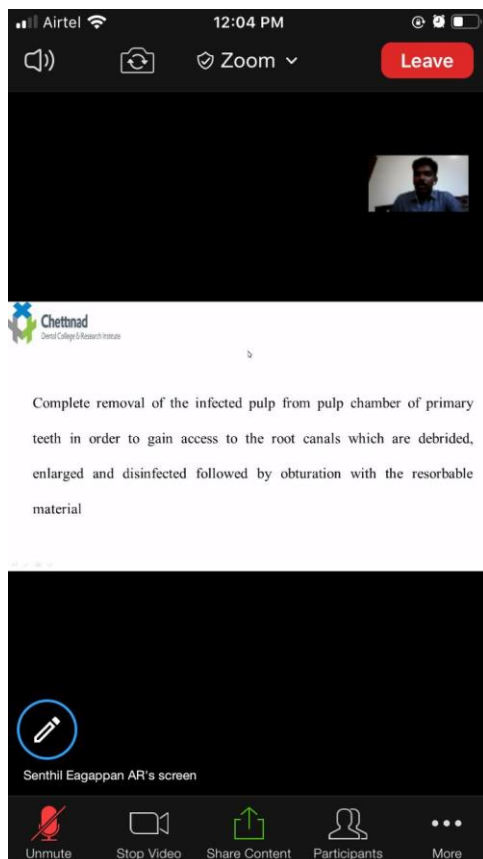 Airtel 12:04 PM
Zoom Leave
Chettinad
Dental College & Research Institute
Complete removal of the infected pulp from pulp chamber of primary
teeth in order to gain access to the root canals which are debrided,
enlarged and disinfected followed by obturation with the resorbable
material
Senthil Eagappan AR's screen
Unmute Stop Video Share Content Participants More